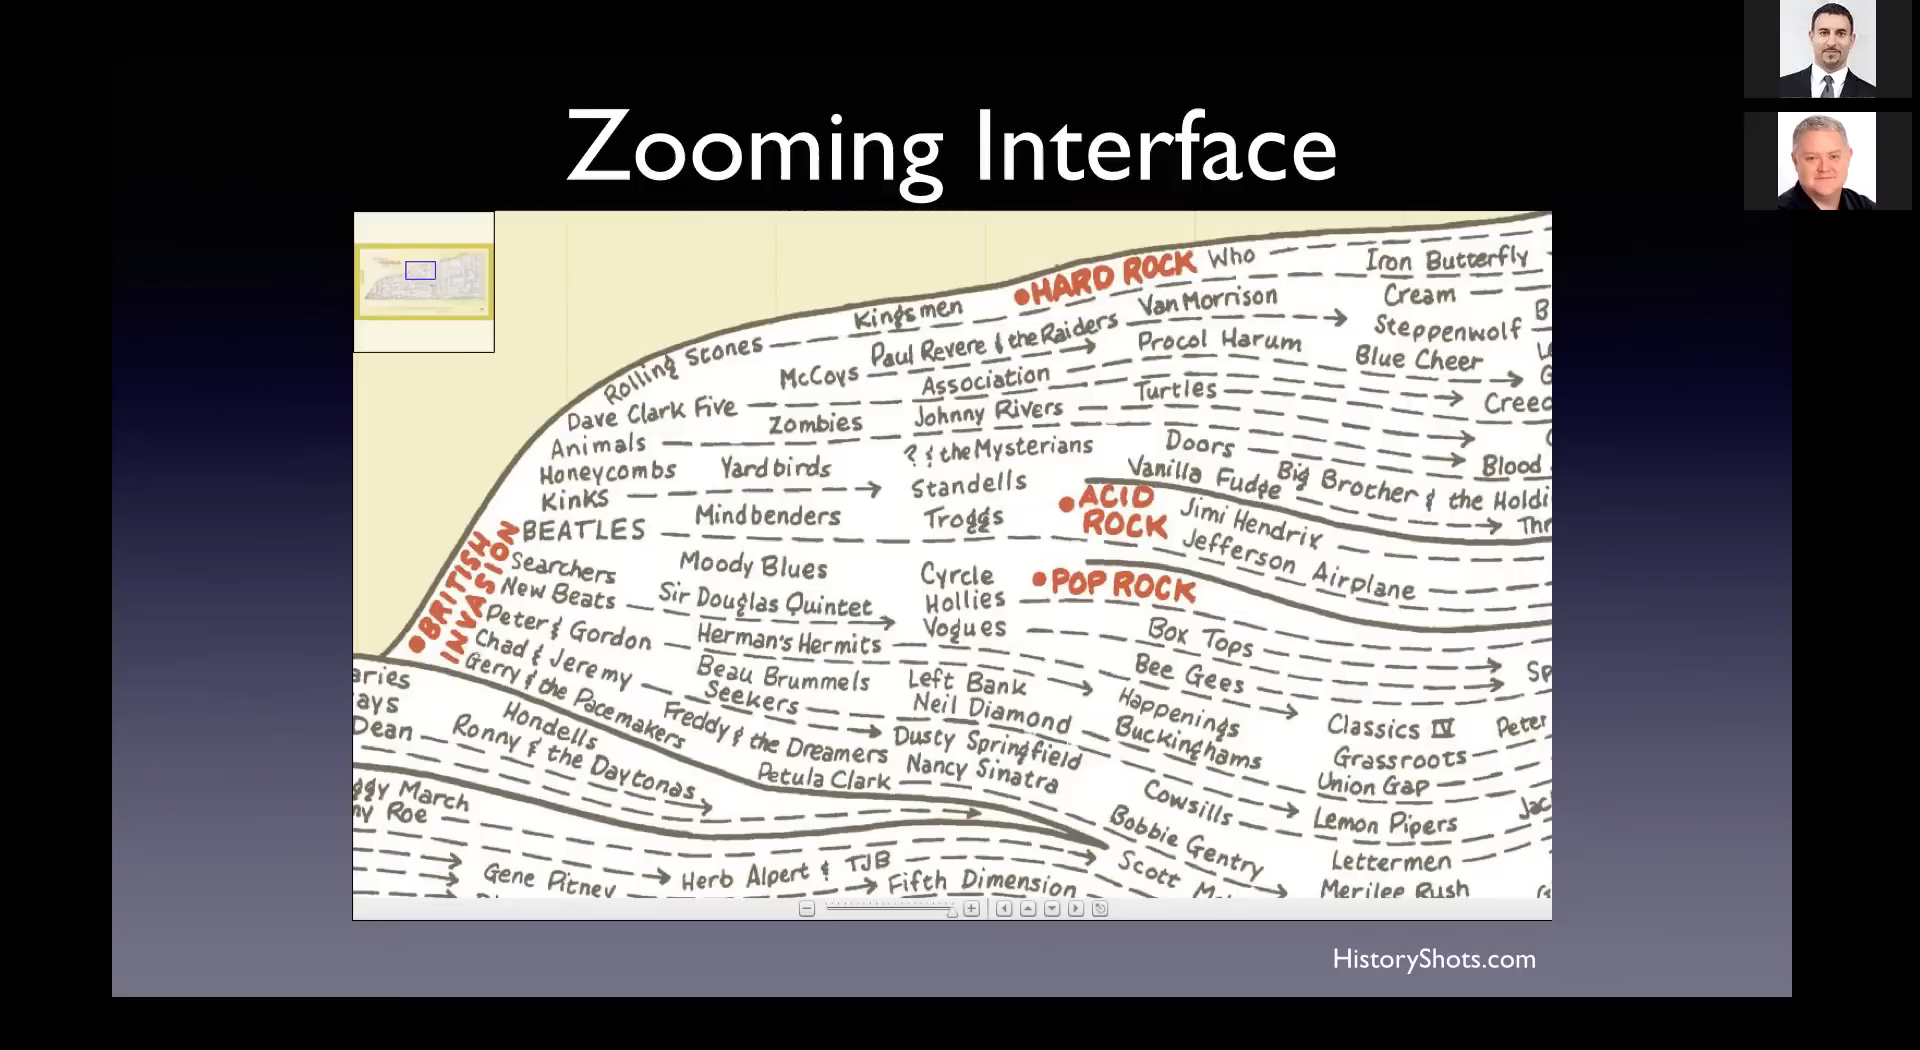 Zooming Interface
HARD ROCK
Who
Iron Butterfly
Kingsmen
Van Morrison
Cream
Rolling Stones
Paul Revere & the Raiders
Procol Harum
Steppenwolf
B
McCoys
Association
Blue Cheer
Dave Clark Five
Johnny Rivers
Turtles
Creed
Animals
Zombies
? & the Mysterians
Doors
Honeycombs
Yardbirds
Vanilla Fudge
Big Brother & the Holdi
Blood
Kinks
Standells
BEATLES
Mindbenders
Troggs
ACID
ROCK
Jimi Hendrix
Thr
BRITISH
INVASION
Jefferson Airplane
Searchers
Moody Blues
Cyrcle
POP ROCK
New Beats
Sir Douglas Quintet
Hollies
Peter & Gordon
Herman's Hermits
Vogues
Box Tops
Chad & Jeremy
Beau Brummels
Left Bank
Bee Gees
Sp
Gerry & the Pacemakers
Seekers
Neil Diamond
Happenings
Classics IV
Peter
aries
ays
Dean
Hondells
Freddy & the Dreamers
Dusty Springfield
Buckinghams
Grassroots
Ronny & the Daytonas
Petula Clark
Nancy Sinatra
Union Gap
ggy March
Cowsills
Lemon Pipers
Jac
ny Roe
Bobbie Gentry
Lettermen
Gene Pitney
Herb Alpert & TJB
Fifth Dimension
Scott
Merilee Rush
HistoryShots.com